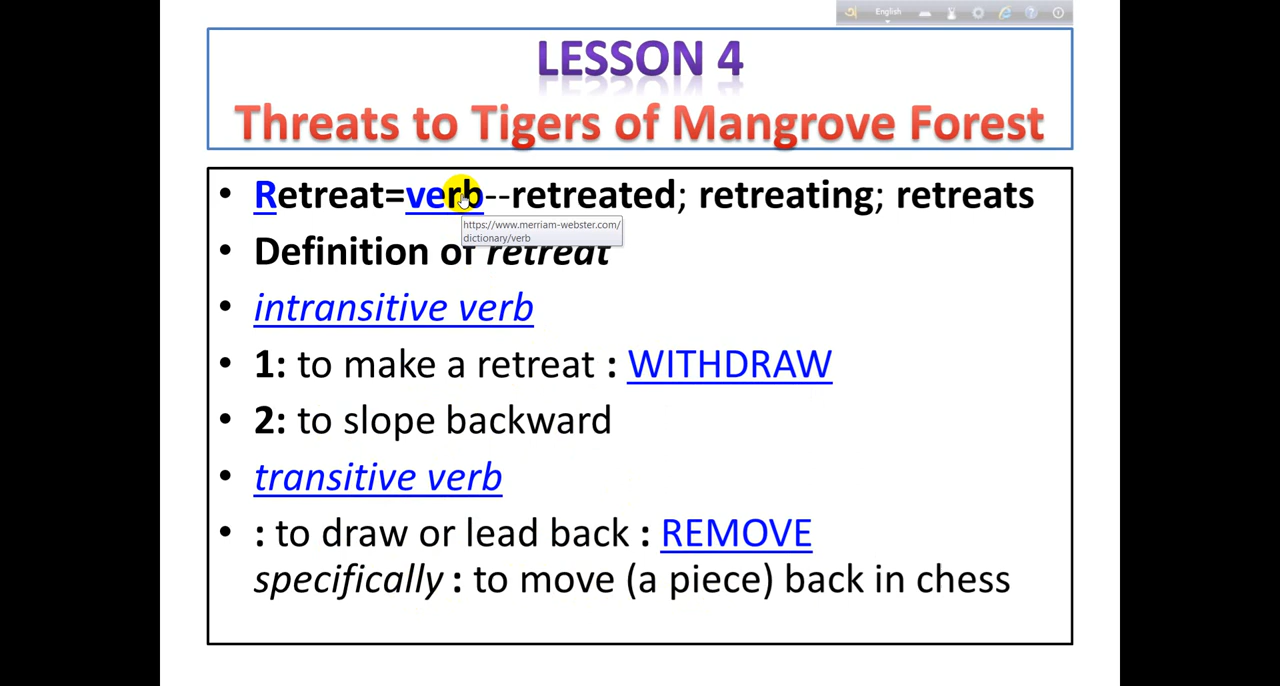 অ English
LESSON 4
Threats to Tigers of Mangrove Forest
• Retreat=verb--retreated; retreating; retreats
https://www.merriam-webster.com/
dictionary/verb
• Definition of retreat
• intransitive verb
• 1: to make a retreat : WITHDRAW
• 2: to slope backward
• transitive verb
• : to draw or lead back : REMOVE
specifically : to move (a piece) back in chess